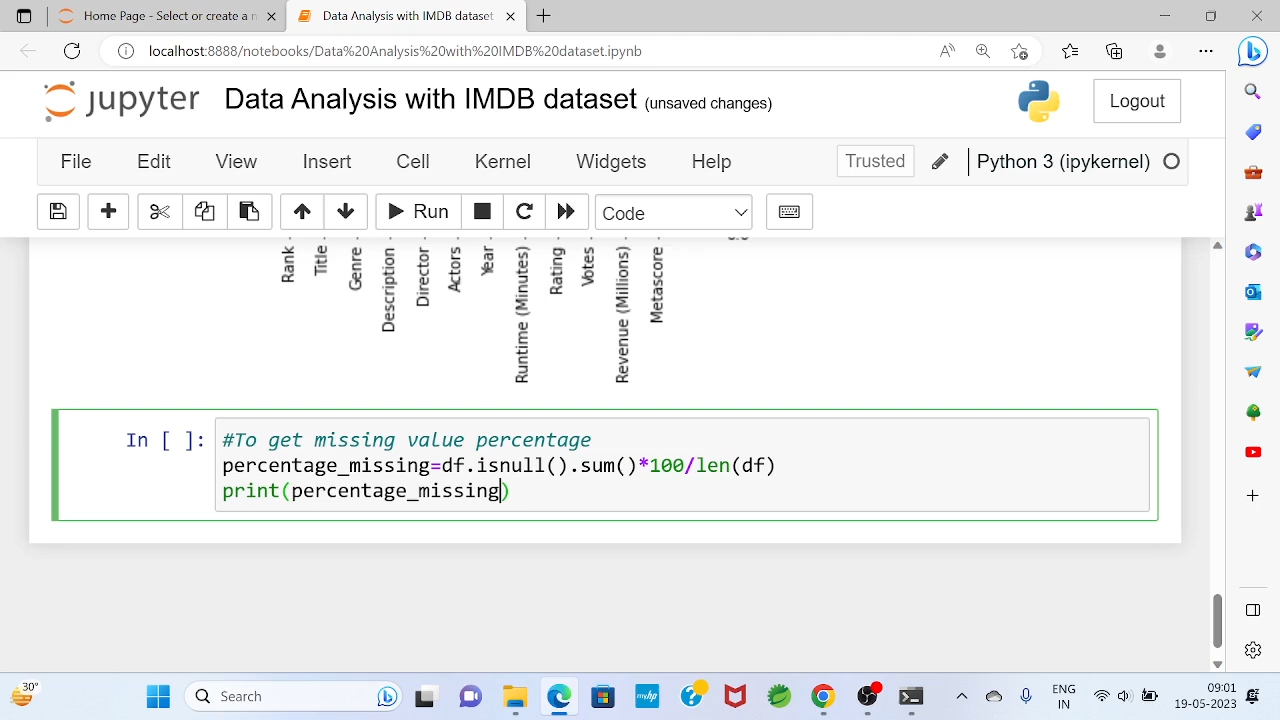 Home Page - Select or create a n
Data Analysis with IMDB dataset
localhost:8888/notebooks/Data%20Analysis%20with%20IMDB%20dataset.ipynb
jupyter Data Analysis with IMDB dataset (unsaved changes)
Logout
File Edit View Insert Cell Kernel Widgets Help Trusted Python 3 (ipykernel)
Run Code
Rank
Title
Genre
Description
Director
Actors
Year
Runtime (Minutes)
Rating
Votes
Revenue (Millions)
Metascore
In [ ]: #To get missing value percentage
percentage_missing=df.isnull().sum()*100/len(df)
print(percentage_missing)
30°
Search
ENG
IN
09:01
19-05-2023